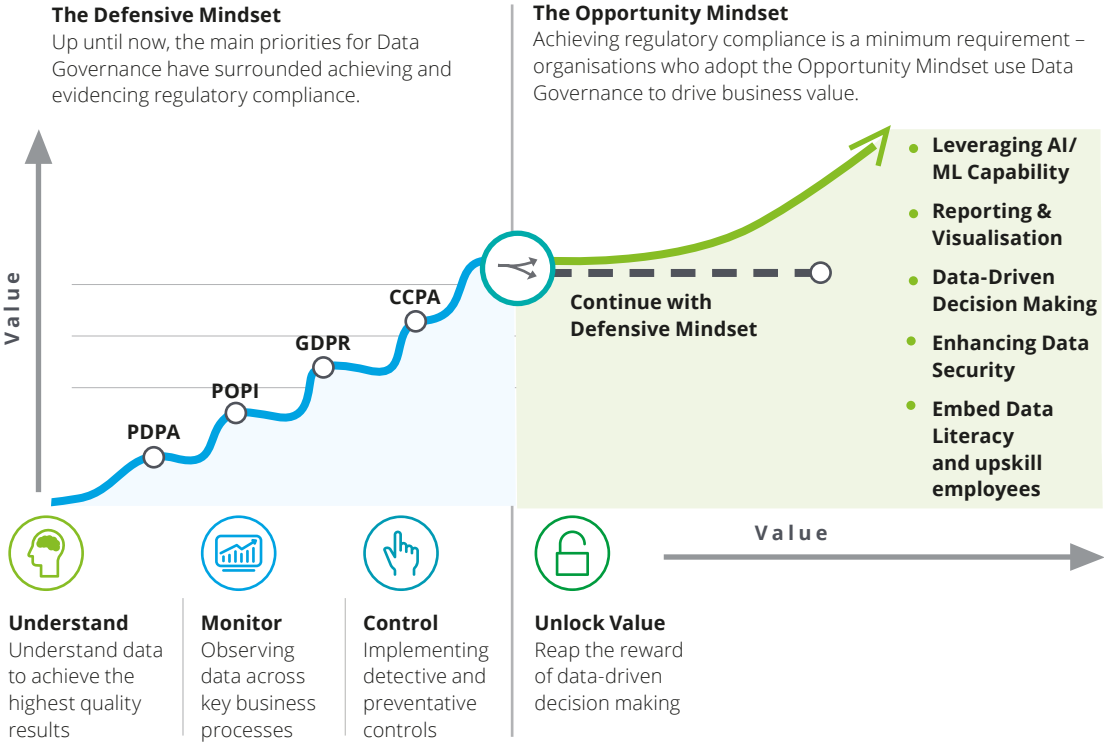 The Defensive Mindset
Up until now, the main priorities for Data
Governance have surrounded achieving and
evidencing regulatory compliance.
The Opportunity Mindset
Achieving regulatory compliance is a minimum requirement –
organisations who adopt the Opportunity Mindset use Data
Governance to drive business value.
Value
PDPA
POPI
GDPR
CCPA
Continue with
Defensive Mindset
Leveraging AI/
ML Capability
Reporting &
Visualisation
Data-Driven
Decision Making
Enhancing Data
Security
Embed Data
Literacy
and upskill
employees
Value
Understand
Understand data
to achieve the
highest quality
results
Monitor
Observing
data across
key business
processes
Control
Implementing
detective and
preventative
controls
Unlock Value
Reap the reward
of data-driven
decision making